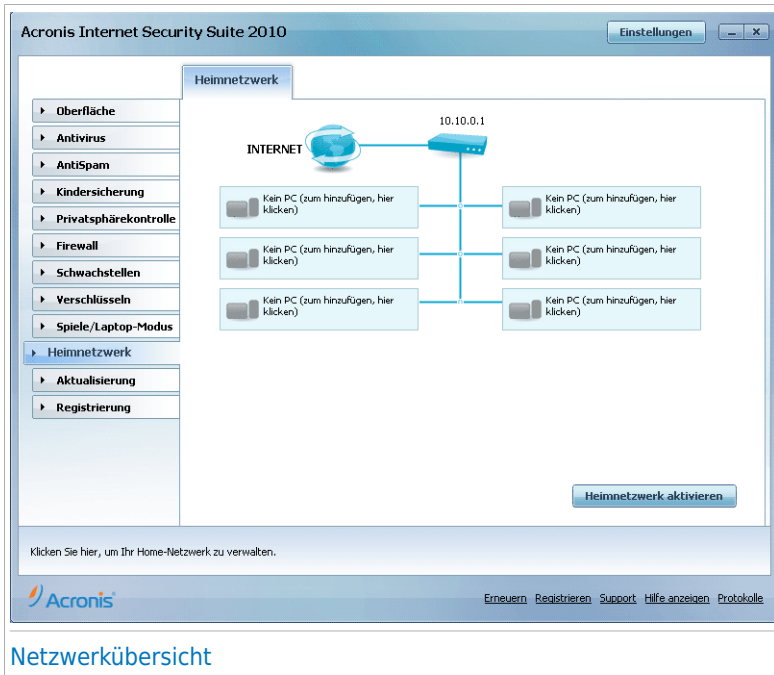 Acronis Internet Security Suite 2010
Einstellungen
Heimnetzwerk
Oberfläche
Antivirus
AntiSpam
Kindersicherung
Privatsphärekontrolle
Firewall
Schwachstellen
Verschlüsseln
Spiele/Laptop-Modus
Heimnetzwerk
Aktualisierung
Registrierung
10.10.0.1
INTERNET
Kein PC (zum hinzufügen, hier
klicken)
Kein PC (zum hinzufügen, hier
klicken)
Kein PC (zum hinzufügen, hier
klicken)
Kein PC (zum hinzufügen, hier
klicken)
Kein PC (zum hinzufügen, hier
klicken)
Kein PC (zum hinzufügen, hier
klicken)
Heimnetzwerk aktivieren
Klicken Sie hier, um Ihr Home-Netzwerk zu verwalten.
Acronis
Erneuern Registrieren Support Hilfe anzeigen Protokolle
Netzwerkübersicht